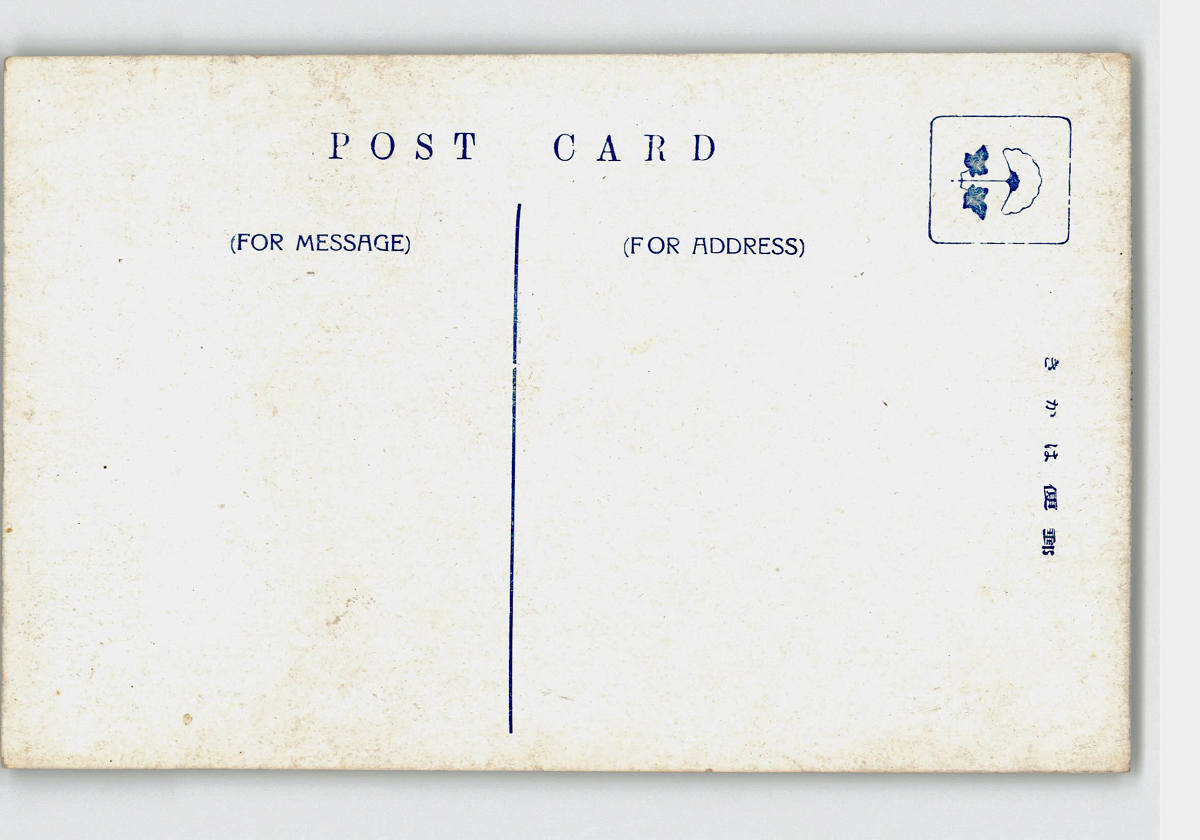 POST CARD
(FOR MESSAGE)
(FOR ADDRESS)
きかは便郵